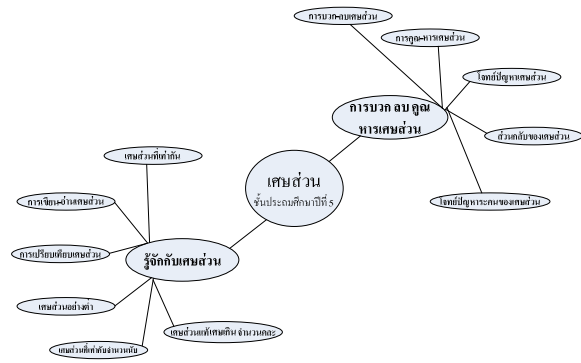 การบวก-ลบเศษส่วน
การคูณ-หารเศษส่วน
โจทย์ปัญหาเศษส่วน
การบวก ลบ คูณ
หารเศษส่วน
ส่วนกลับของเศษส่วน
โจทย์ปัญหาระคนของเศษส่วน
เศษส่วน
ชั้นประถมศึกษาปีที่ 5
เศษส่วนที่เท่ากัน
การเขียน-อ่านเศษส่วน
การเปรียบเทียบเศษส่วน
รู้จักกับเศษส่วน
เศษส่วนอย่างต่ำ
เศษส่วนแท้เศษเกิน จำนวนคละ
เศษส่วนที่เท่ากับจำนวนนับ